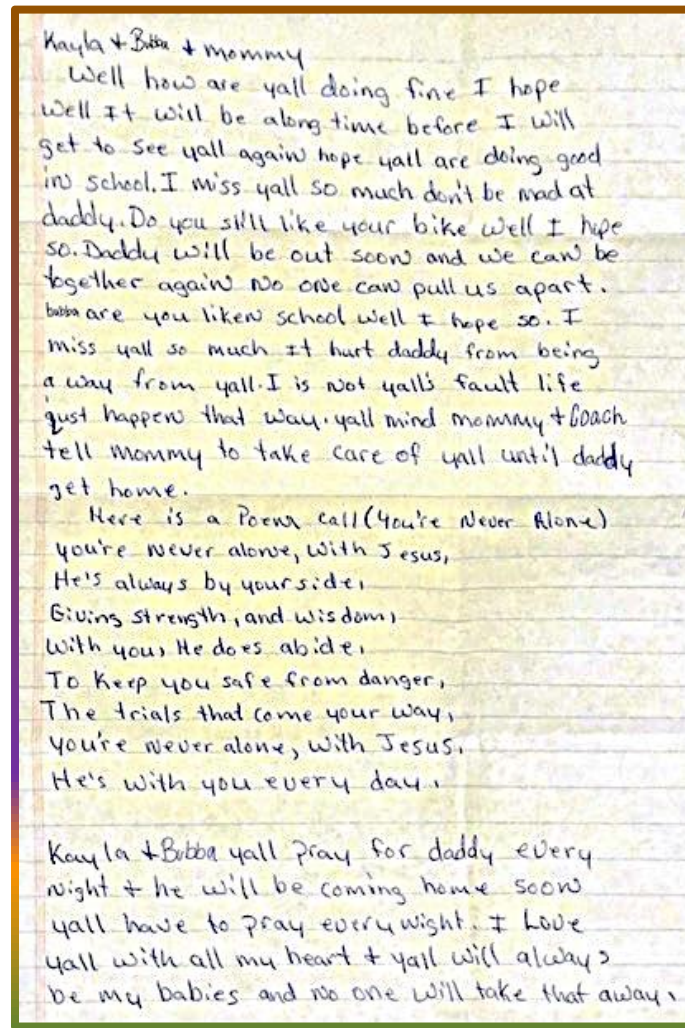 Kayla + Bubba + mommy
Well how are yall doing fine I hope
well It will be along time before I will
get to see yall again hope yall are doing good
in school. I miss yall so much don't be mad at
daddy. Do you still like your bike well I hope
so. Daddy will be out soon and we can be
together again No one can pull us apart.
bubba are you liken school well I hope so. I
miss yall so much It hurt daddy from being
a way from yall. I is Not yall's fault life
just happen that way. yall mind mommy + Coach
tell mommy to take care of yall until daddy
get home.
Here is a Poem call (You're Never Alone)
you're never alone, with Jesus,
He's always by yourside,
Giving strength, and wisdom,
with you, He does abide,
To Keep you safe from danger,
The trials that come your way,
you're never alone, with Jesus,
He's with you every day.
Kayla + Bubba yall pray for daddy every
night + he will be coming home soon
yall have to pray every night. I Love
yall with all my heart + yall will always
be my babies and no one will take that away.